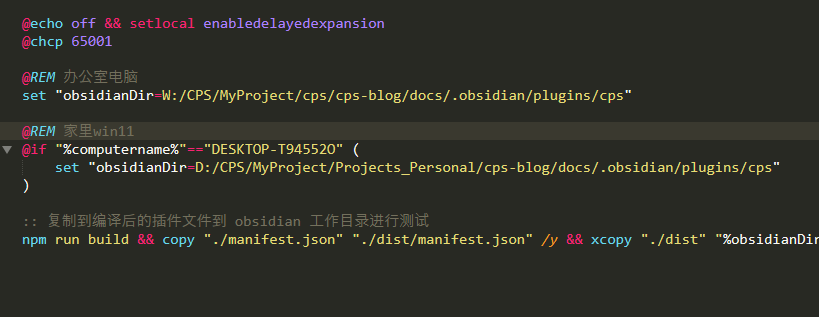 @echo off && setlocal enabledelayedexpansion
@chcp 65001
@REM 办公室电脑
set "obsidianDir=W:/CPS/MyProject/cps/cps-blog/docs/.obsidian/plugins/cps"
@REM 家里win11
@if "%computername%"=="DESKTOP-T94552O" (
set "obsidianDir=D:/CPS/MyProject/Projects_Personal/cps-blog/docs/.obsidian/plugins/cps"
)
:: 复制到编译后的插件文件到 obsidian 工作目录进行测试
npm run build && copy "./manifest.json" "./dist/manifest.json" /y && xcopy "./dist" "%obsidianDir